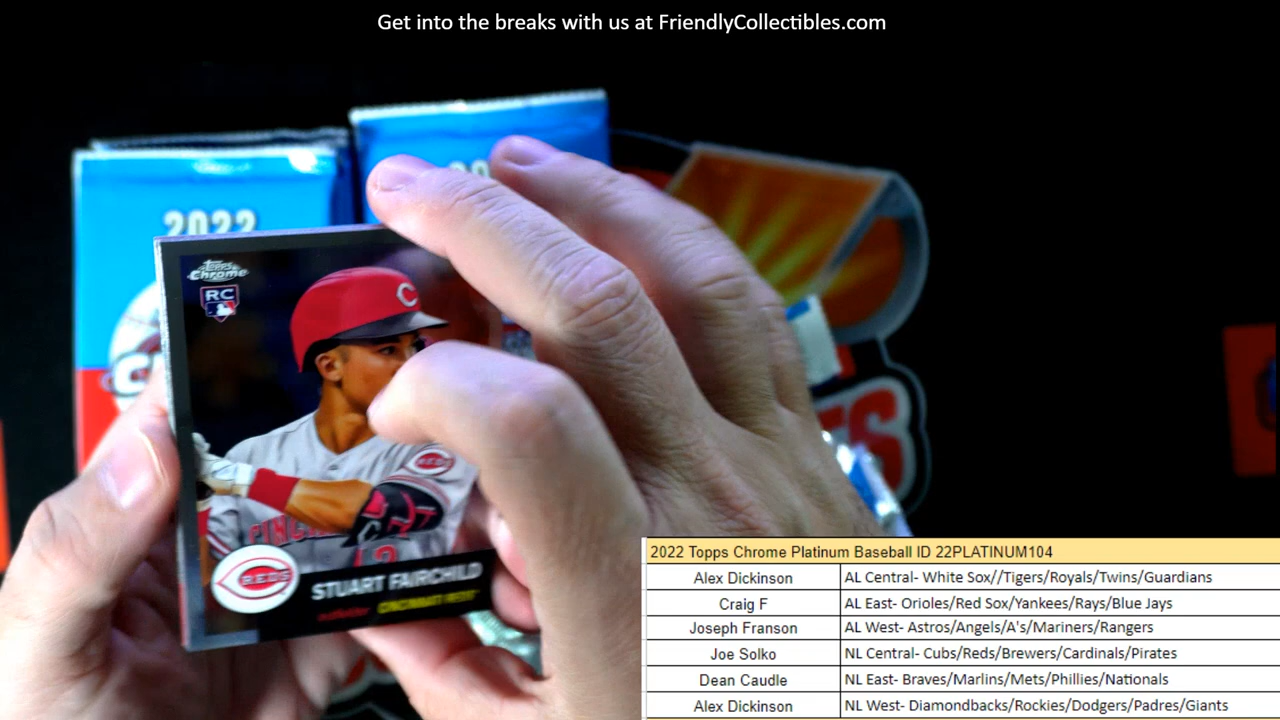 Get into the breaks with us at FriendlyCollectibles.com
2022
Topps
Chrome
RC
REDS
REDS
STUART FAIRCHILD
outfielder CINCINNATI REDS
2022 Topps Chrome Platinum Baseball ID 22PLATINUM104
Alex Dickinson AL Central- White Sox//Tigers/Royals/Twins/Guardians
Craig F AL East- Orioles/Red Sox/Yankees/Rays/Blue Jays
Joseph Franson AL West- Astros/Angels/A's/Mariners/Rangers
Joe Solko NL Central- Cubs/Reds/Brewers/Cardinals/Pirates
Dean Caudle NL East- Braves/Marlins/Mets/Phillies/Nationals
Alex Dickinson NL West- Diamondbacks/Rockies/Dodgers/Padres/Giants